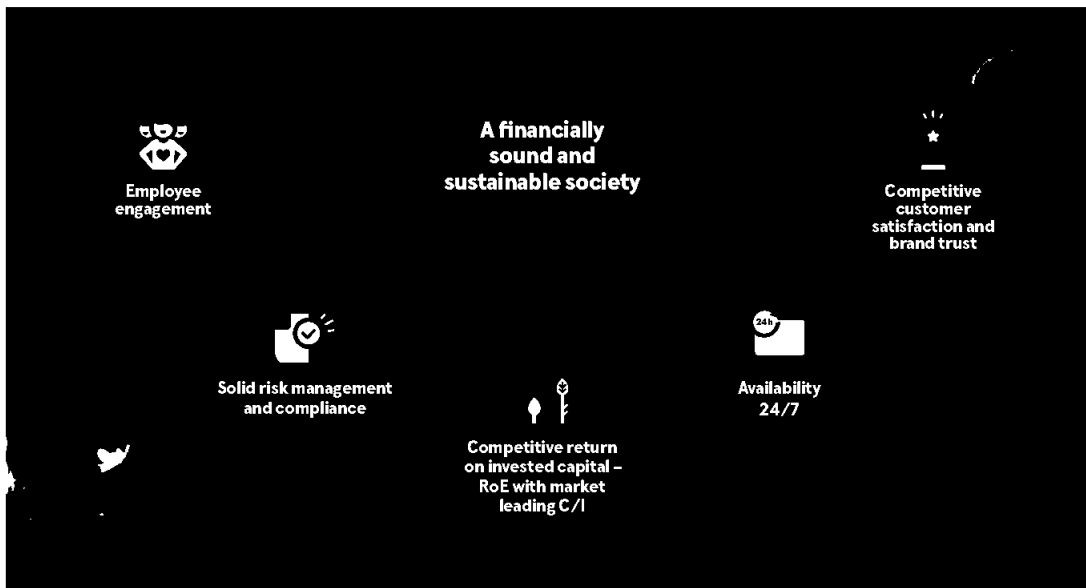 A financially
sound and
sustainable society
Employee
engagement
Competitive
customer
satisfaction and
brand trust
Solid risk management
and compliance
24h
Availability
24/7
Competitive return
on invested capital –
RoE with market
leading C/I